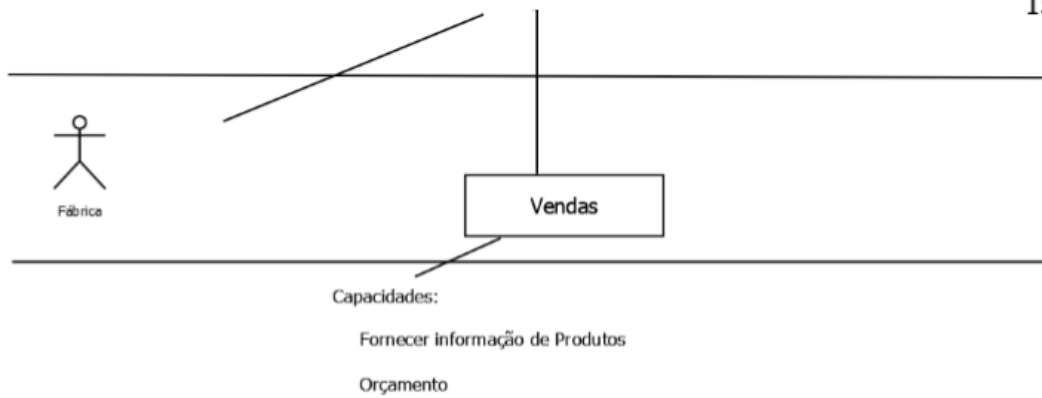 Fábrica
Vendas
Capacidades:
Fornecer informação de Produtos
Orçamento